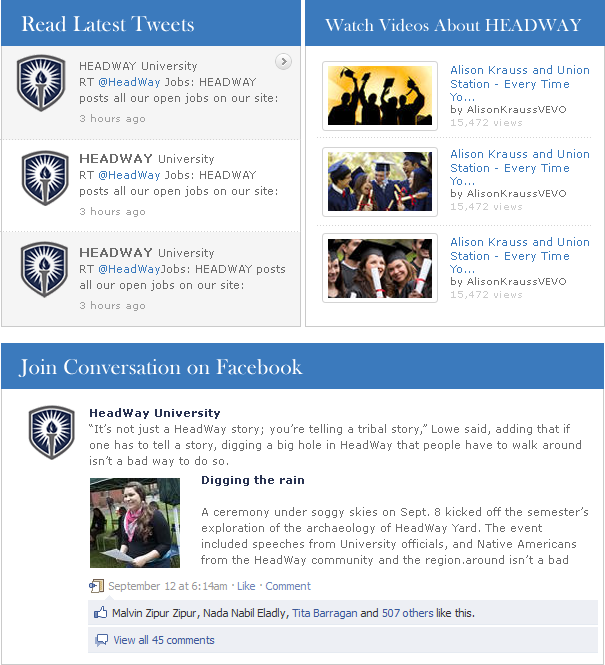 Read Latest Tweets
HEADWAY University
RT @HeadWay Jobs: HEADWAY
posts all our open jobs on our site:
3 hours ago
HEADWAY University
RT @HeadWay Jobs: HEADWAY
posts all our open jobs on our site:
3 hours ago
HEADWAY University
RT @HeadWayJobs: HEADWAY posts
all our open jobs on our site:
3 hours ago
Watch Videos About HEADWAY
Alison Krauss and Union
Station - Every Time
Yo...
by AlisonKraussVEVO
15,472 views
Alison Krauss and Union
Station - Every Time
Yo...
by AlisonKraussVEVO
15,472 views
Alison Krauss and Union
Station - Every Time
Yo...
by AlisonKraussVEVO
15,472 views
Join Conversation on Facebook
HeadWay University
“It’s not just a HeadWay story; you’re telling a tribal story,” Lowe said, adding that if
one has to tell a story, digging a big hole in HeadWay that people have to walk around
isn’t a bad way to do so.
Digging the rain
A ceremony under soggy skies on Sept. 8 kicked off the semester’s
exploration of the archaeology of HeadWay Yard. The event
included speeches from University officials, and Native Americans
from the HeadWay community and the region.around isn’t a bad
September 12 at 6:14am · Like · Comment
Malvin Zipur Zipur, Nada Nabil Eladly, Tita Barragan and 507 others like this.
View all 45 comments